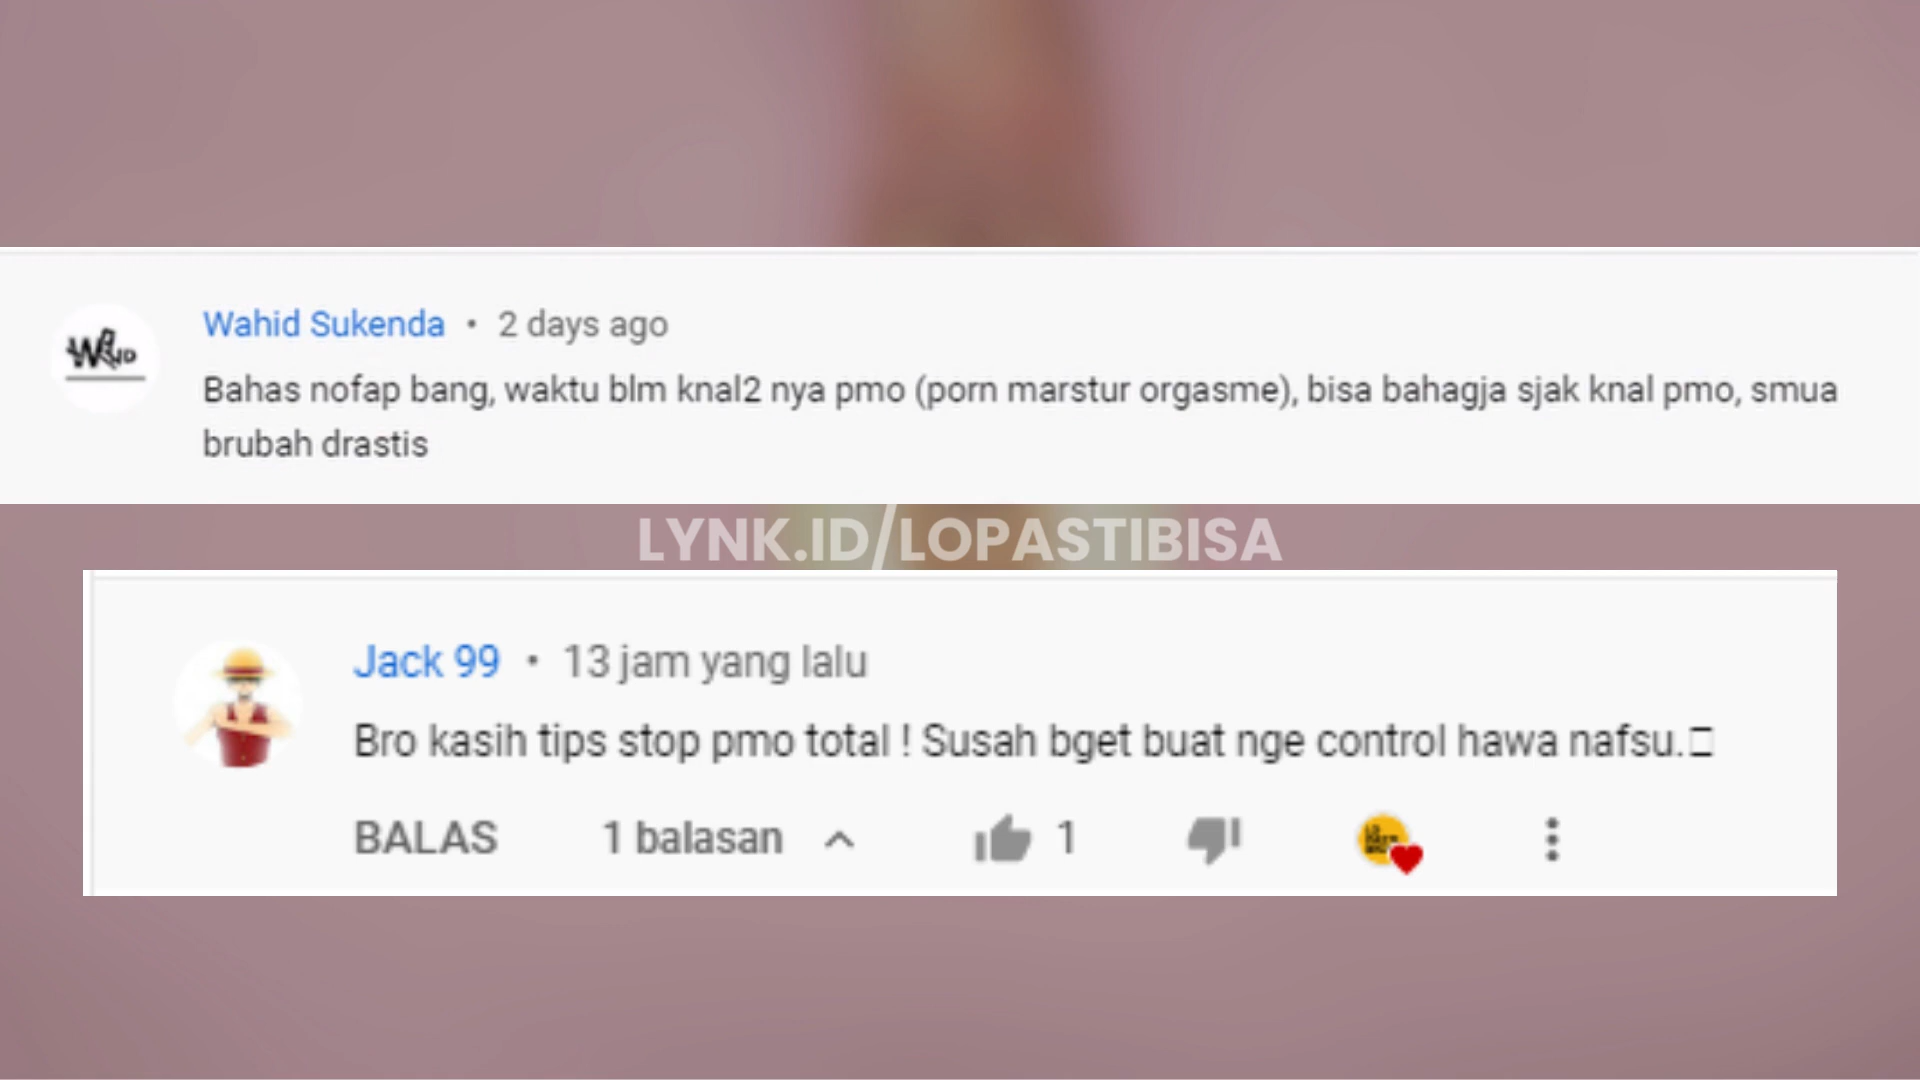 Wahid Sukenda • 2 days ago
Bahas nofap bang, waktu blm knal2 nya pmo (porn marstur orgasme), bisa bahagja sjak knal pmo, smua
brubah drastis
LYNK.ID/LOPASTIBISA
Jack 99 • 13 jam yang lalu
Bro kasih tips stop pmo total ! Susah bget buat nge control hawa nafsu.
BALAS 1 balasan 1